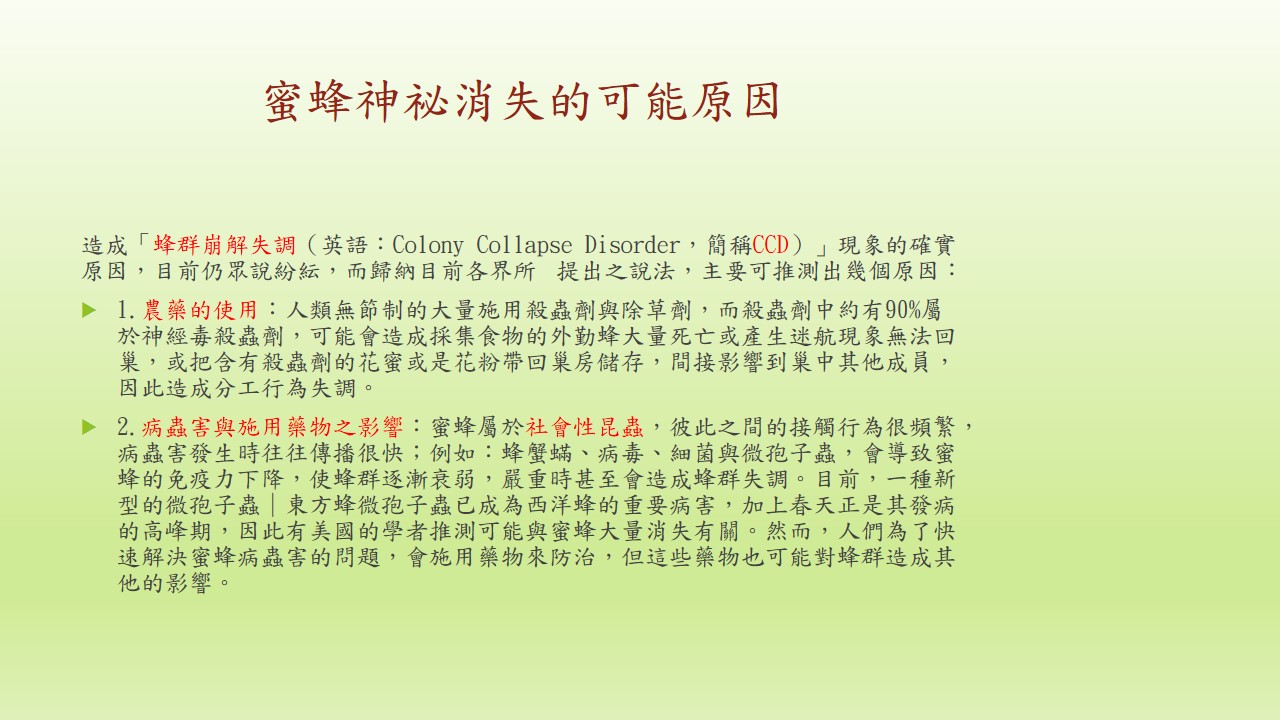 蜜蜂神祕消失的可能原因
造成「蜂群崩解失調（英語：Colony Collapse Disorder，簡稱CCD）」現象的確實
原因，目前仍眾說紛紜，而歸納目前各界所 提出之說法，主要可推測出幾個原因：
1.農藥的使用：人類無節制的大量施用殺蟲劑與除草劑，而殺蟲劑中約有90%屬
於神經毒殺蟲劑，可能會造成採集食物的外勤蜂大量死亡或產生迷航現象無法回
巢，或把含有殺蟲劑的花蜜或是花粉帶回巢房儲存，間接影響到巢中其他成員，
因此造成分工行為失調。
2.病蟲害與施用藥物之影響：蜜蜂屬於社會性昆蟲，彼此之間的接觸行為很頻繁，
病蟲害發生時往往傳播很快；例如：蜂蟹蟎、病毒、細菌與微孢子蟲，會導致蜜
蜂的免疫力下降，使蜂群逐漸衰弱，嚴重時甚至會造成蜂群失調。目前，一種新
型的微孢子蟲│東方蜂微孢子蟲已成為西洋蜂的重要病害，加上春天正是其發病
的高峰期，因此有美國的學者推測可能與蜜蜂大量消失有關。然而，人們為了快
速解決蜜蜂病蟲害的問題，會施用藥物來防治，但這些藥物也可能對蜂群造成其
他的影響。